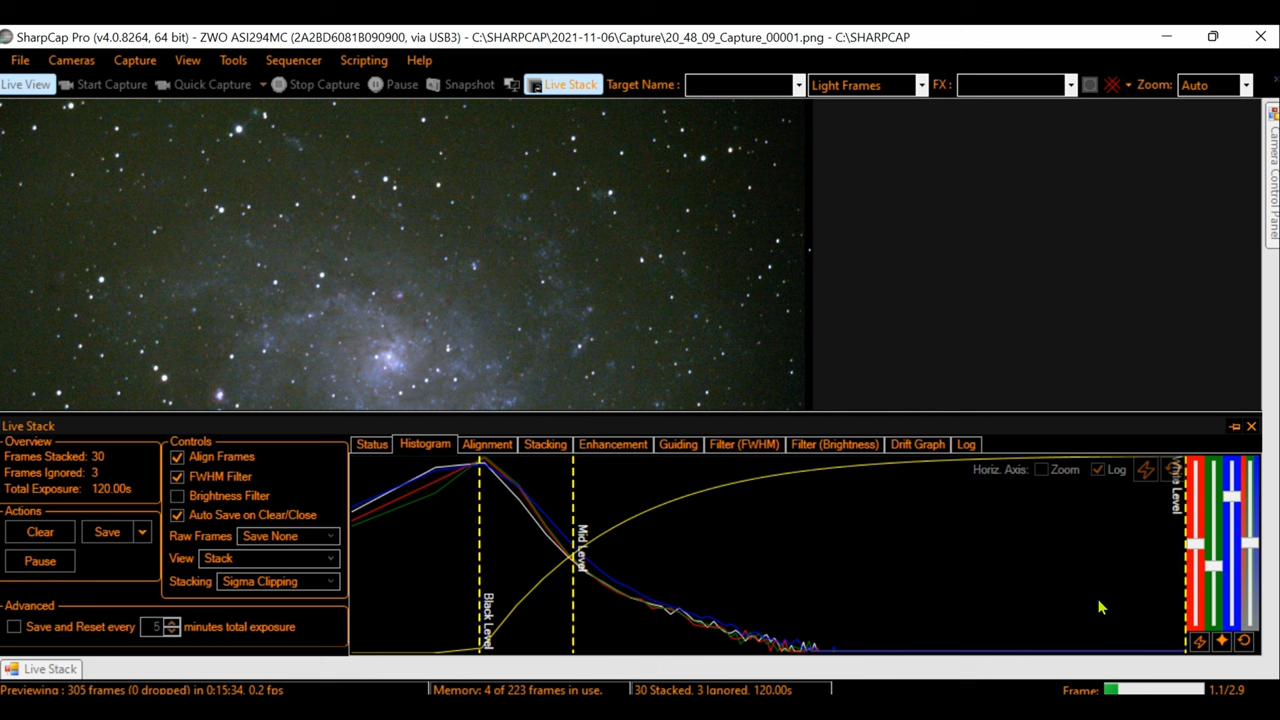 SharpCap Pro (v4.0.8264, 64 bit) - ZWO ASI294MC (2A2BD6081B090900, via USB3) - C:\SHARPCAP\2021-11-06\Capture\20_48_09_Capture_00001.png - C:\SHARPCAP
File Cameras Capture View Tools Sequencer Scripting Help
Live View Start Capture Quick Capture Stop Capture Pause Snapshot Live Stack Target Name : Light Frames FX : Zoom: Auto
Camera Control Panel
Live Stack
Overview
Frames Stacked: 30
Frames Ignored: 3
Total Exposure: 120.00s
Actions
Clear Save
Pause
Controls
Align Frames
FWHM Filter
Brightness Filter
Auto Save on Clear/Close
Raw Frames Save None
View Stack
Stacking Sigma Clipping
Advanced
Save and Reset every 5 minutes total exposure
Status Histogram Alignment Stacking Enhancement Guiding Filter (FWHM) Filter (Brightness) Drift Graph Log
Horiz. Axis: Zoom Log
Black Level
Mid Level
White Level
Live Stack
Previewing : 305 frames (0 dropped) in 0:15:34, 0.2 fps Memory: 4 of 223 frames in use. 30 Stacked, 3 Ignored, 120.00s Frame: 1.1/2.9